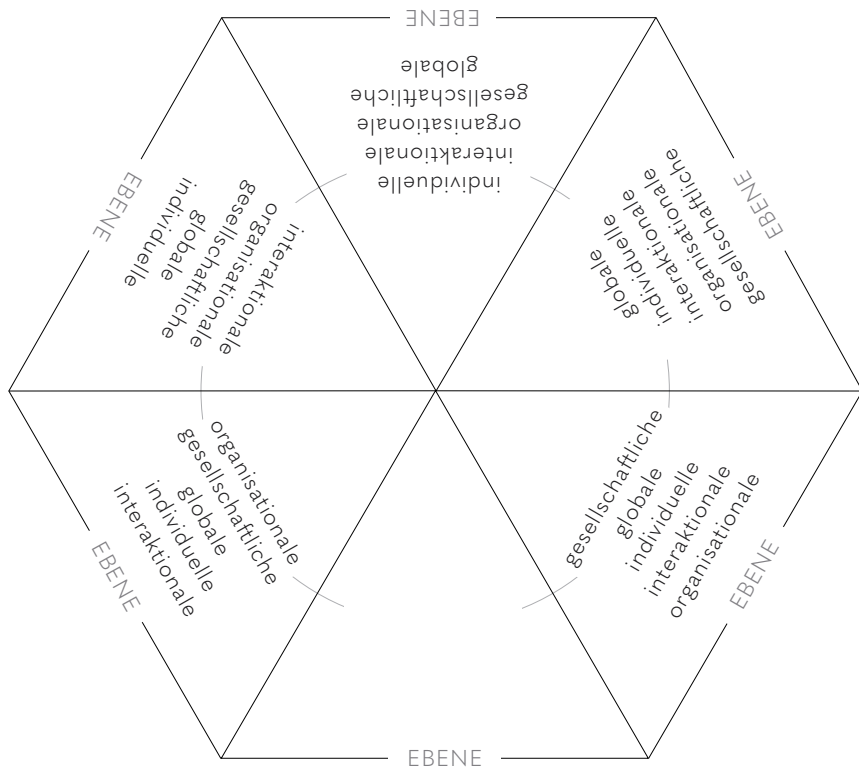 individuelle
interaktionale
organisationale
gesellschaftliche
globale
EBENE
globale
individuelle
interaktionale
organisationale
gesellschaftliche
EBENE
gesellschaftliche
globale
individuelle
interaktionale
organisationale
EBENE
EBENE
organisationale
gesellschaftliche
globale
individuelle
interaktionale
EBENE
interaktionale
organisationale
gesellschaftliche
globale
individuelle
EBENE